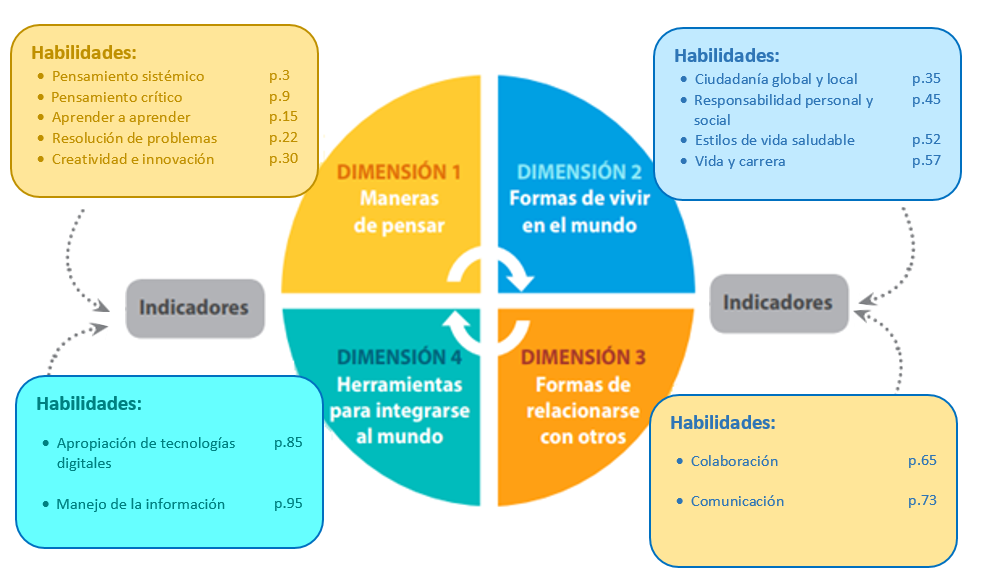 Habilidades:
• Pensamiento sistémico p.3
• Pensamiento crítico p.9
• Aprender a aprender p.15
• Resolución de problemas p.22
• Creatividad e innovación p.30
Habilidades:
• Ciudadanía global y local p.35
• Responsabilidad personal y p.45
social
• Estilos de vida saludable p.52
• Vida y carrera p.57
DIMENSIÓN 1
Maneras
de pensar
DIMENSIÓN 2
Formas de vivir
en el mundo
Indicadores
Indicadores
DIMENSIÓN 4
Herramientas
para integrarse
al mundo
DIMENSIÓN 3
Formas de
relacionarse
con otros
Habilidades:
• Apropiación de tecnologías p.85
digitales
• Manejo de la información p.95
Habilidades:
• Colaboración p.65
• Comunicación p.73